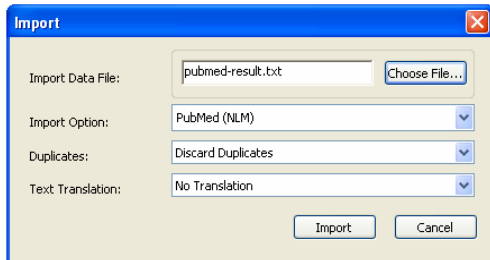 Import
Import Data File:
pubmed-result.txt
Choose File...
Import Option:
PubMed (NLM)
Duplicates:
Discard Duplicates
Text Translation:
No Translation
Import
Cancel